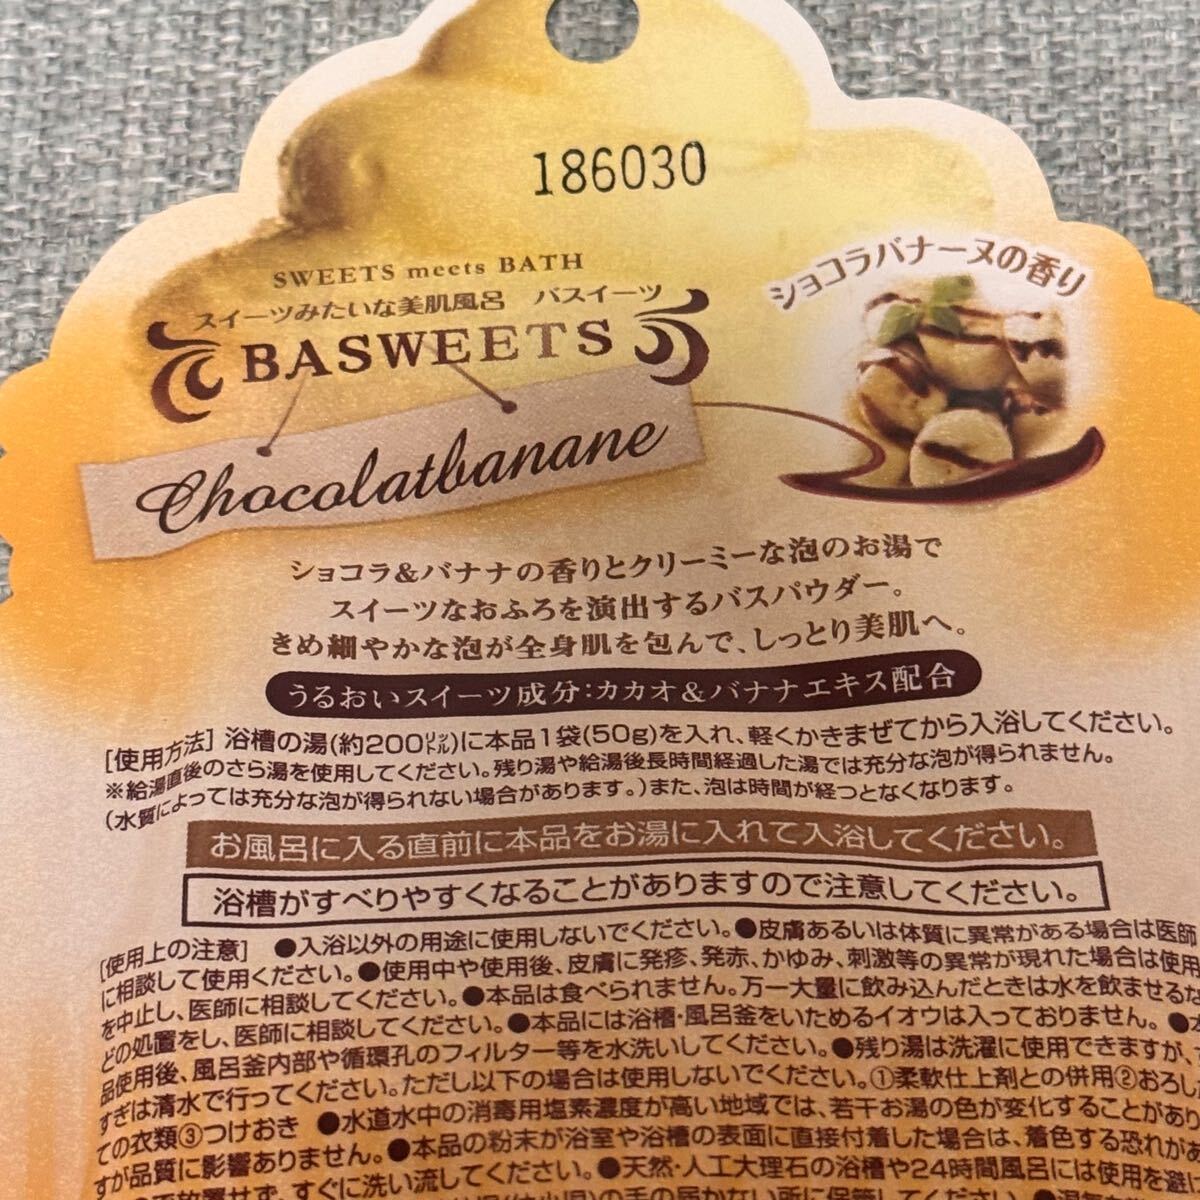 186030
SWEETS meets BATH
スイーツみたいな美肌風呂 バスイーツ
BASWEETS
Chocolatbanane
ショコラバナーヌの香り
ショコラ&バナナの香りとクリーミーな泡のお湯で
スイーツなおふろを演出するバスパウダー。
きめ細やかな泡が全身肌を包んで、しっとり美肌へ。
うるおいスイーツ成分:カカオ&バナナエキス配合
[使用方法] 浴槽の湯(約200㍑)に本品1袋(50g)を入れ、軽くかきまぜてから入浴してください。
※給湯直後のさら湯を使用してください。残り湯や給湯後長時間経過した湯では充分な泡が得られません。
(水質によっては充分な泡が得られない場合があります。)また、泡は時間が経つとなくなります。
お風呂に入る直前に本品をお湯に入れて入浴してください。
浴槽がすべりやすくなることがありますので注意してください。
[使用上の注意] ●入浴以外の用途に使用しないでください。●皮膚あるいは体質に異常がある場合は医師
に相談して使用ください。●使用中や使用後、皮膚に発疹、発赤、かゆみ、刺激等の異常が現れた場合は使用
を中止し、医師に相談してください。●本品は食べられません。万一大量に飲み込んだときは水を飲ませるな
どの処置をし、医師に相談してください。●本品には浴槽・風呂釜をいためるイオウは入っておりません。●
品使用後、風呂釜内部や循環孔のフィルター等を水洗いしてください。●残り湯は洗濯に使用できますが、
すぎは清水で行ってください。ただし以下の場合は使用しないでください。①柔軟仕上剤との併用②おろし
ての衣類③つけおき ●水道水中の消毒用塩素濃度が高い地域では、若干お湯の色が変化することがあり
すが品質に影響ありません。●本品の粉末が浴室や浴槽の表面に直接付着した場合は、着色する恐れがあ
放置せず、すぐに洗い流してください。●天然・人工大理石の浴槽や24時間風呂には使用を避し
の手の届かない所に保管してください